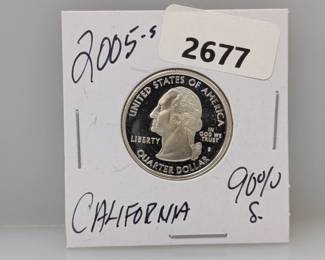 2005-S
2677
UNITED STATES OF AMERICA
LIBERTY
IN
GOD WE
TRUST
S
QUARTER DOLLAR
CALIFORNIA
90%
S.